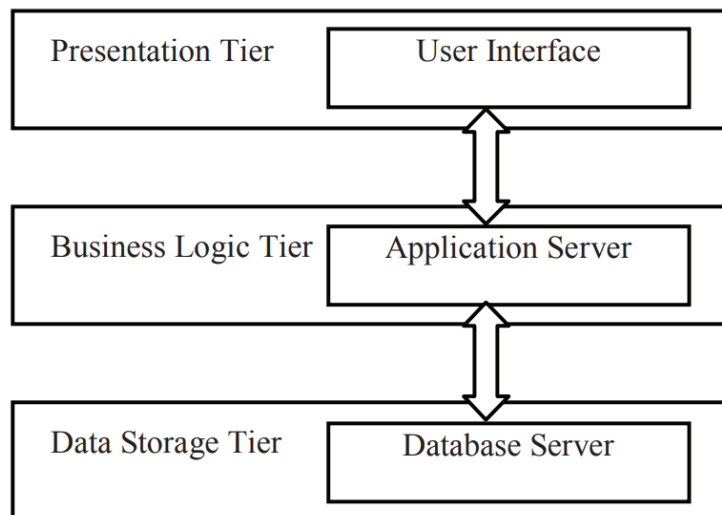 Presentation Tier
User Interface
Business Logic Tier
Application Server
Data Storage Tier
Database Server